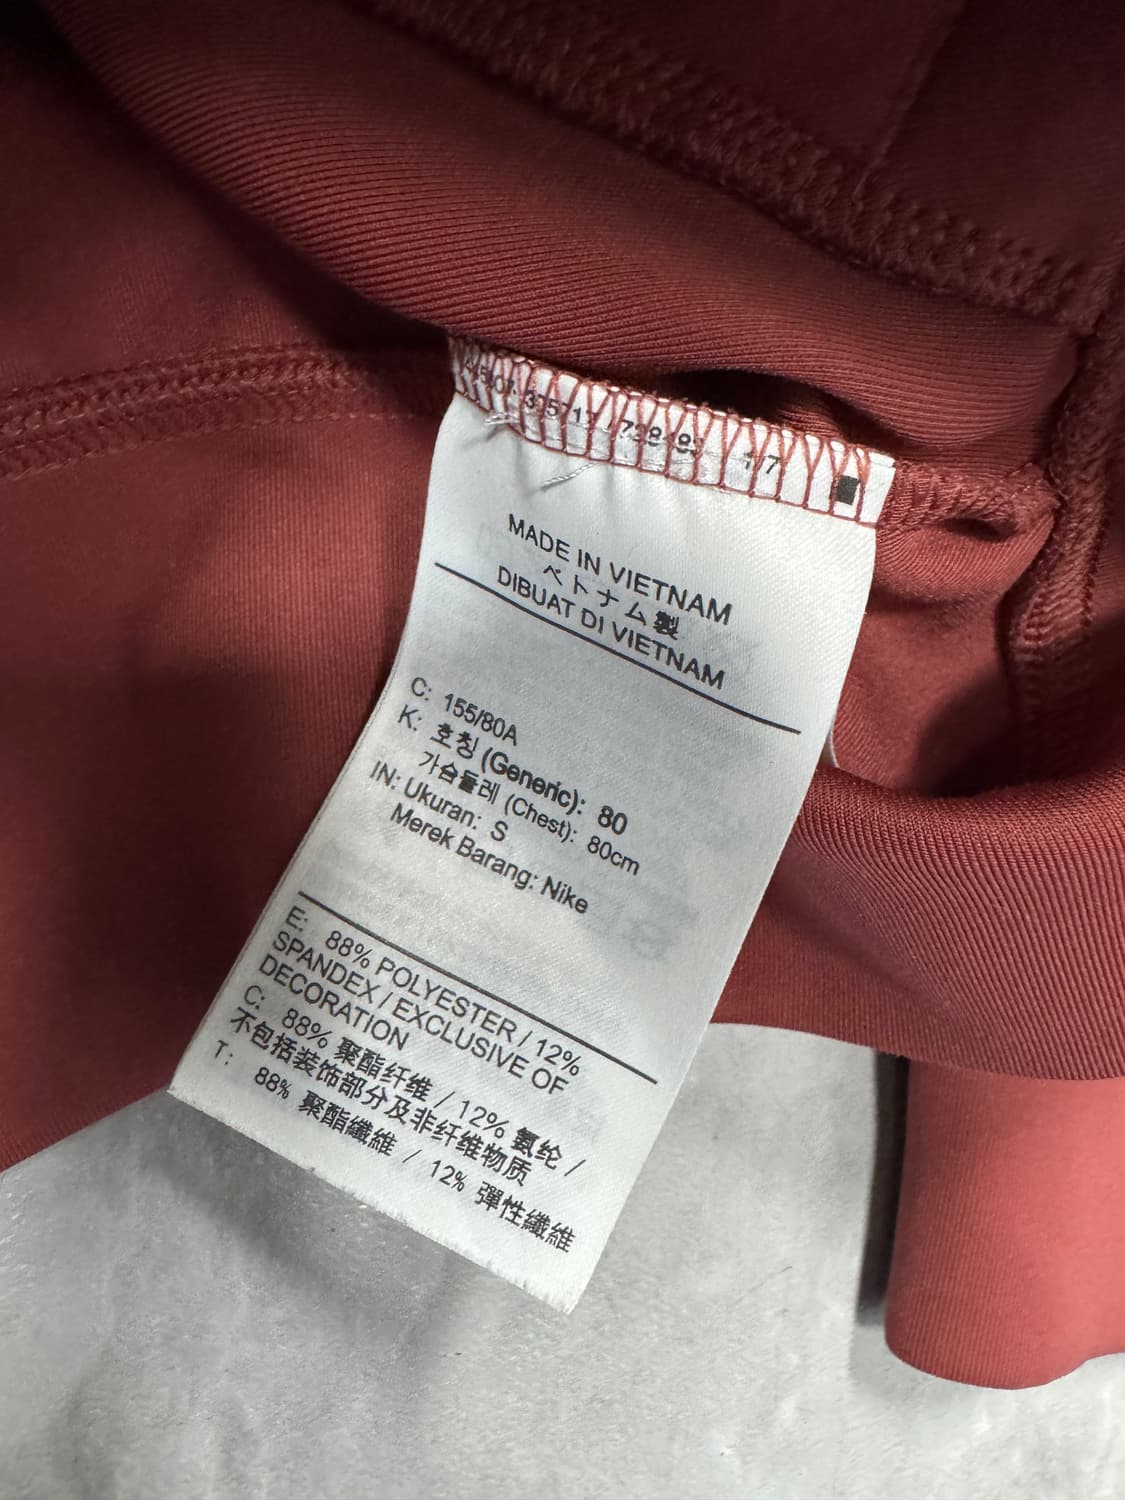 MADE IN VIETNAM
ベトナム製
DIBUAT DI VIETNAM
C: 155/80A
K: 호칭 (Generic): 80
가슴둘레 (Chest): 80cm
IN: Ukuran: S
Merek Barang: Nike
E: 88% POLYESTER / 12%
SPANDEX / EXCLUSIVE OF
DECORATION
C: 88% 聚酯纤维 / 12% 氨纶 /
不包括装饰部分及非纤维物质
T: 88% 聚酯纖維 / 12% 彈性纖維